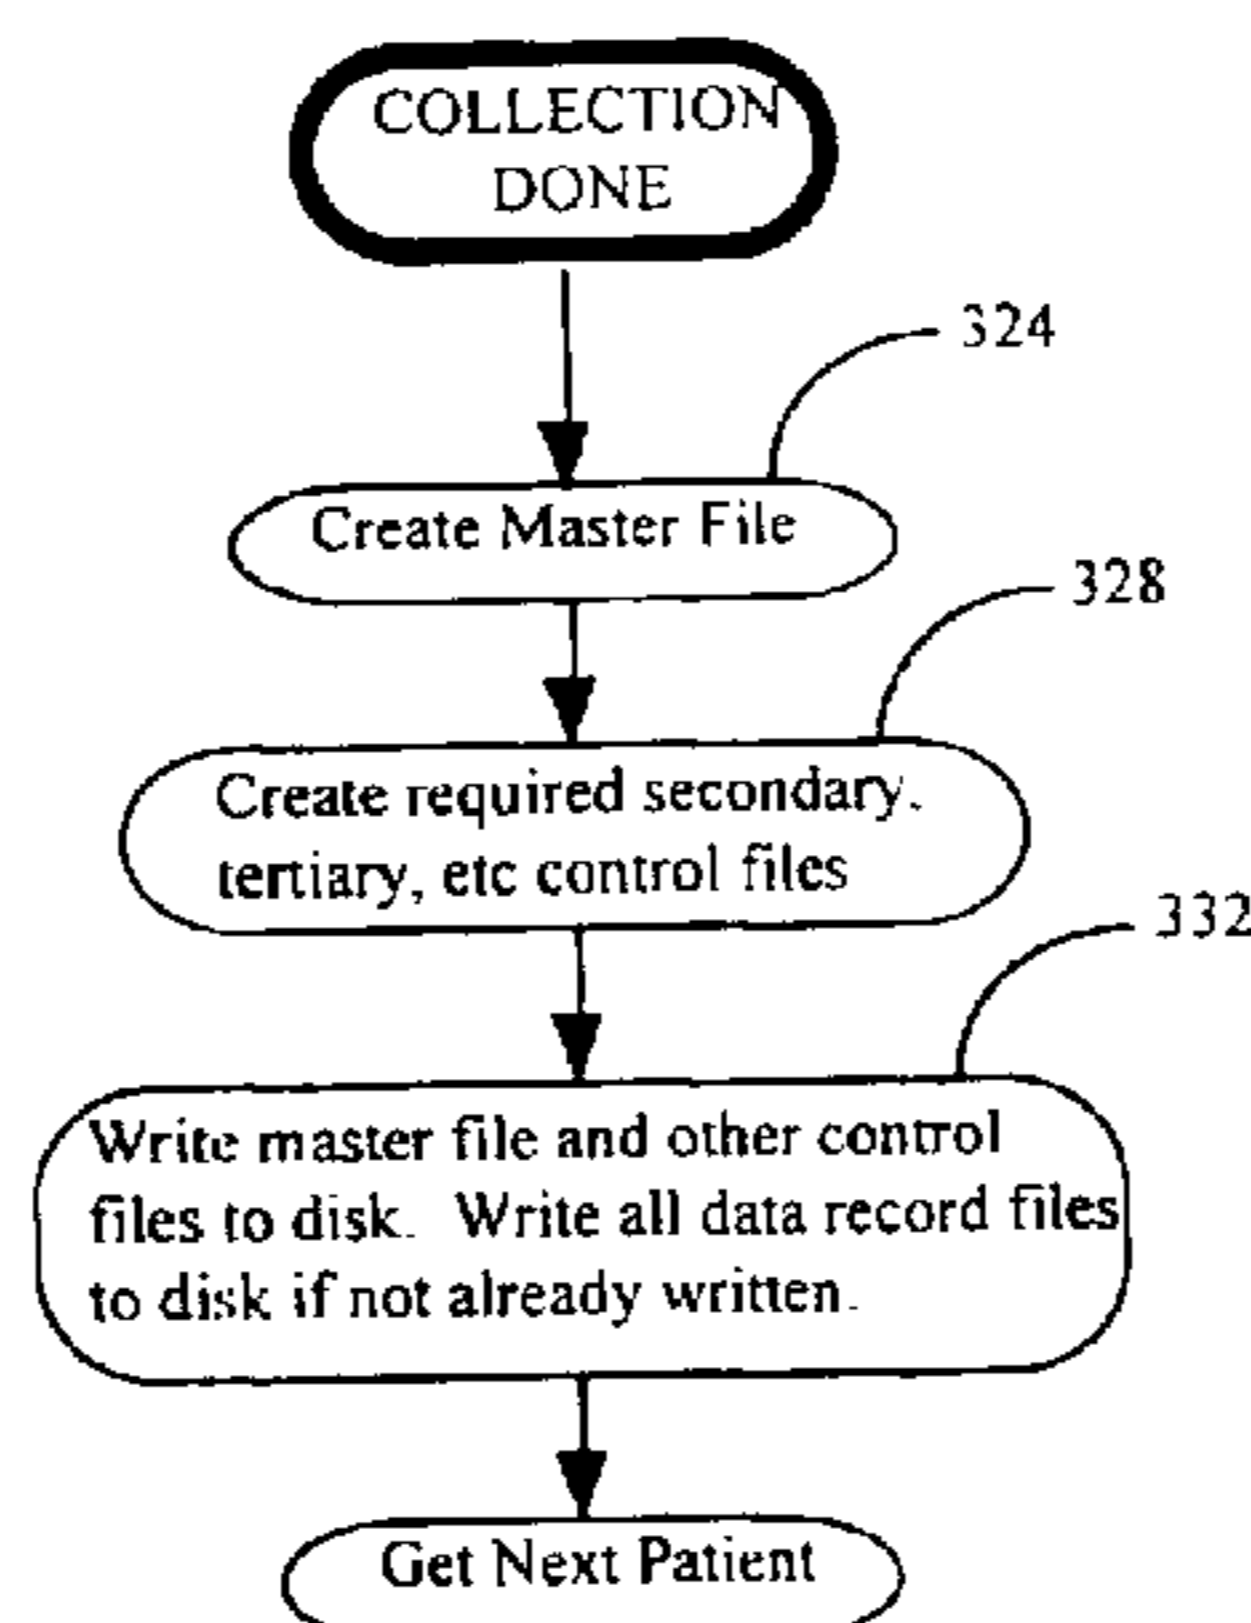 COLLECTION
DONE
324
Create Master File
328
Create required secondary.
tertiary, etc control files
332
Write master file and other control
files to disk. Write all data record files
to disk if not already written.
Get Next Patient